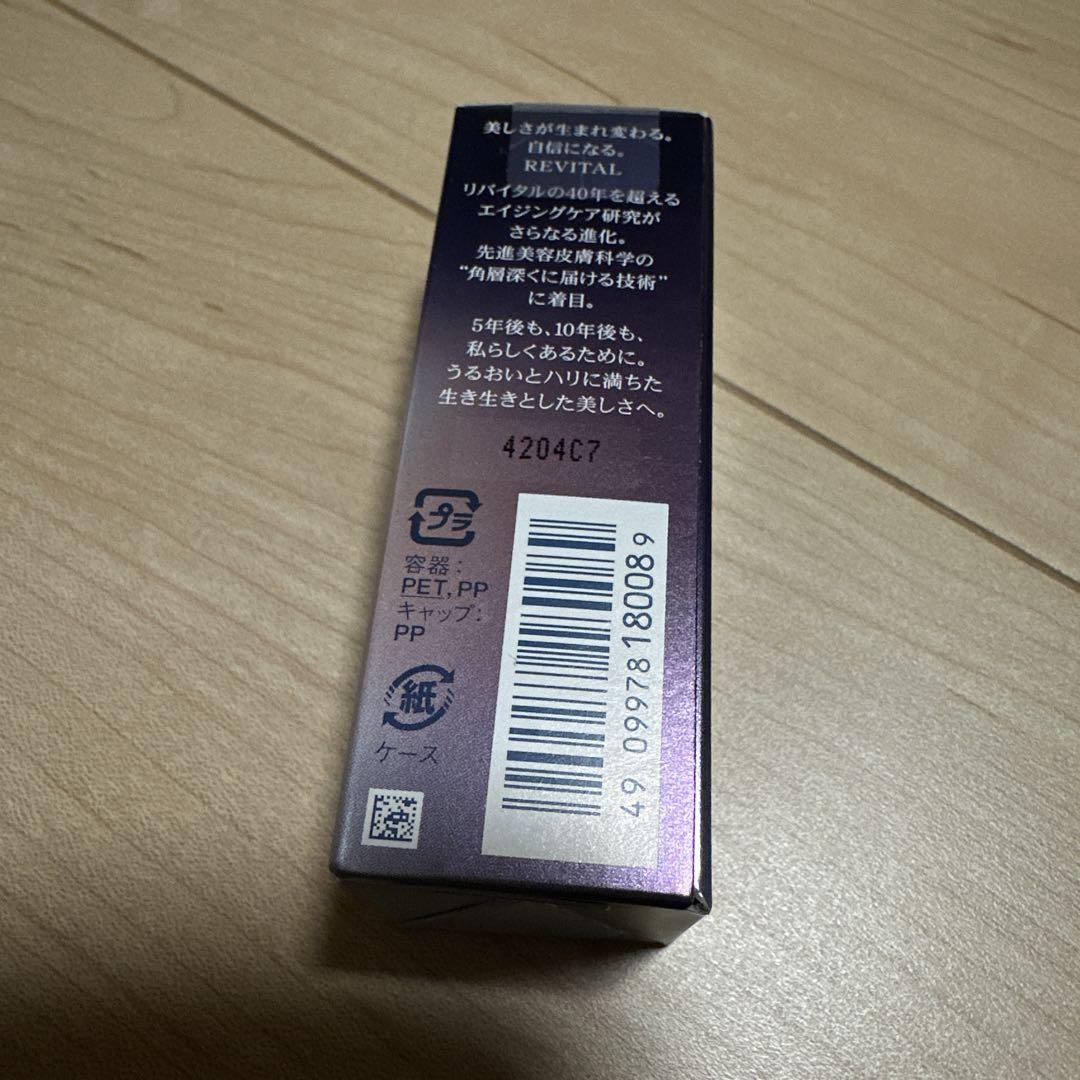 美しさが生まれ変わる。
自信になる。
REVITAL
リバイタルの40年を超える
エイジングケア研究が
さらなる進化。
先進美容皮膚科学の
“角層深くに届ける技術”
に着目。
5年後も、10年後も、
私らしくあるために。
うるおいとハリに満ちた
生き生きとした美しさへ。
4204C7
プラ
容器:
PET, PP
キャップ:
PP
紙
ケース
49 09978 18008 9